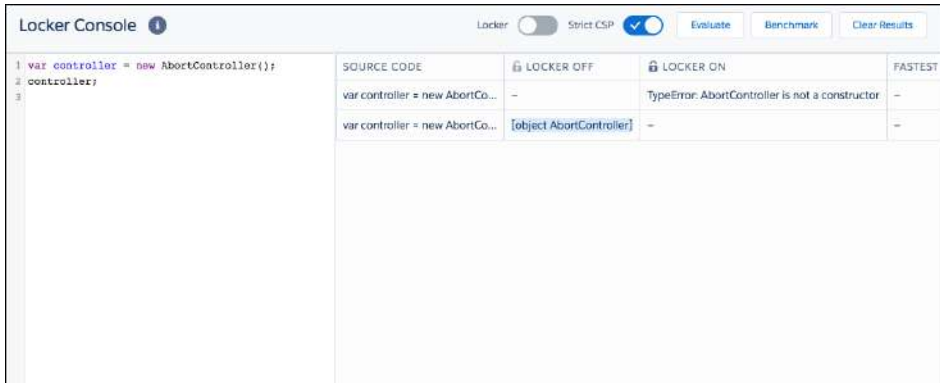 Locker Console i
Locker Strict CSP Evaluate Benchmark Clear Results
1 var controller = new AbortController();
2 controller;
3
SOURCE CODE LOCKER OFF LOCKER ON FASTEST
var controller = new AbortCo... – TypeError: AbortController is not a constructor –
var controller = new AbortCo... [object AbortController] – –